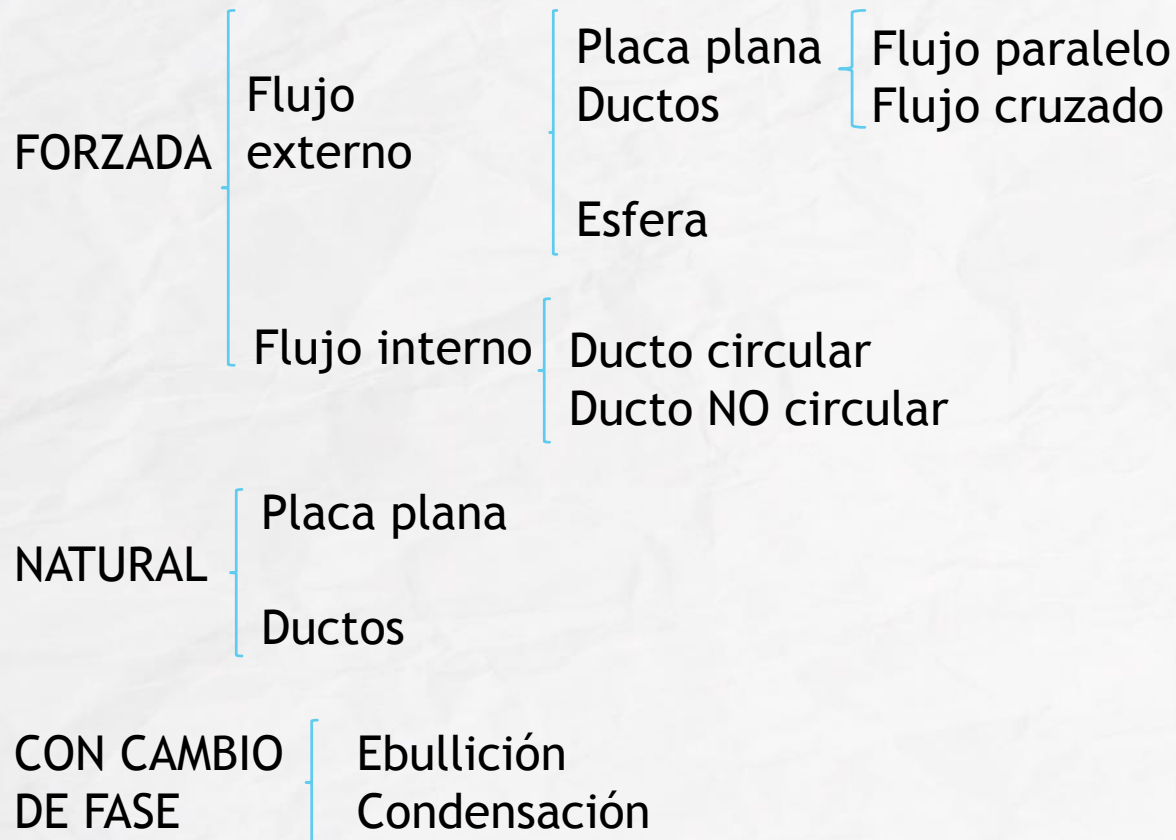 FORZADA
Flujo
externo
Placa plana
Ductos
Flujo paralelo
Flujo cruzado
Esfera
Flujo interno
Ducto circular
Ducto NO circular
NATURAL
Placa plana
Ductos
CON CAMBIO
DE FASE
Ebullición
Condensación